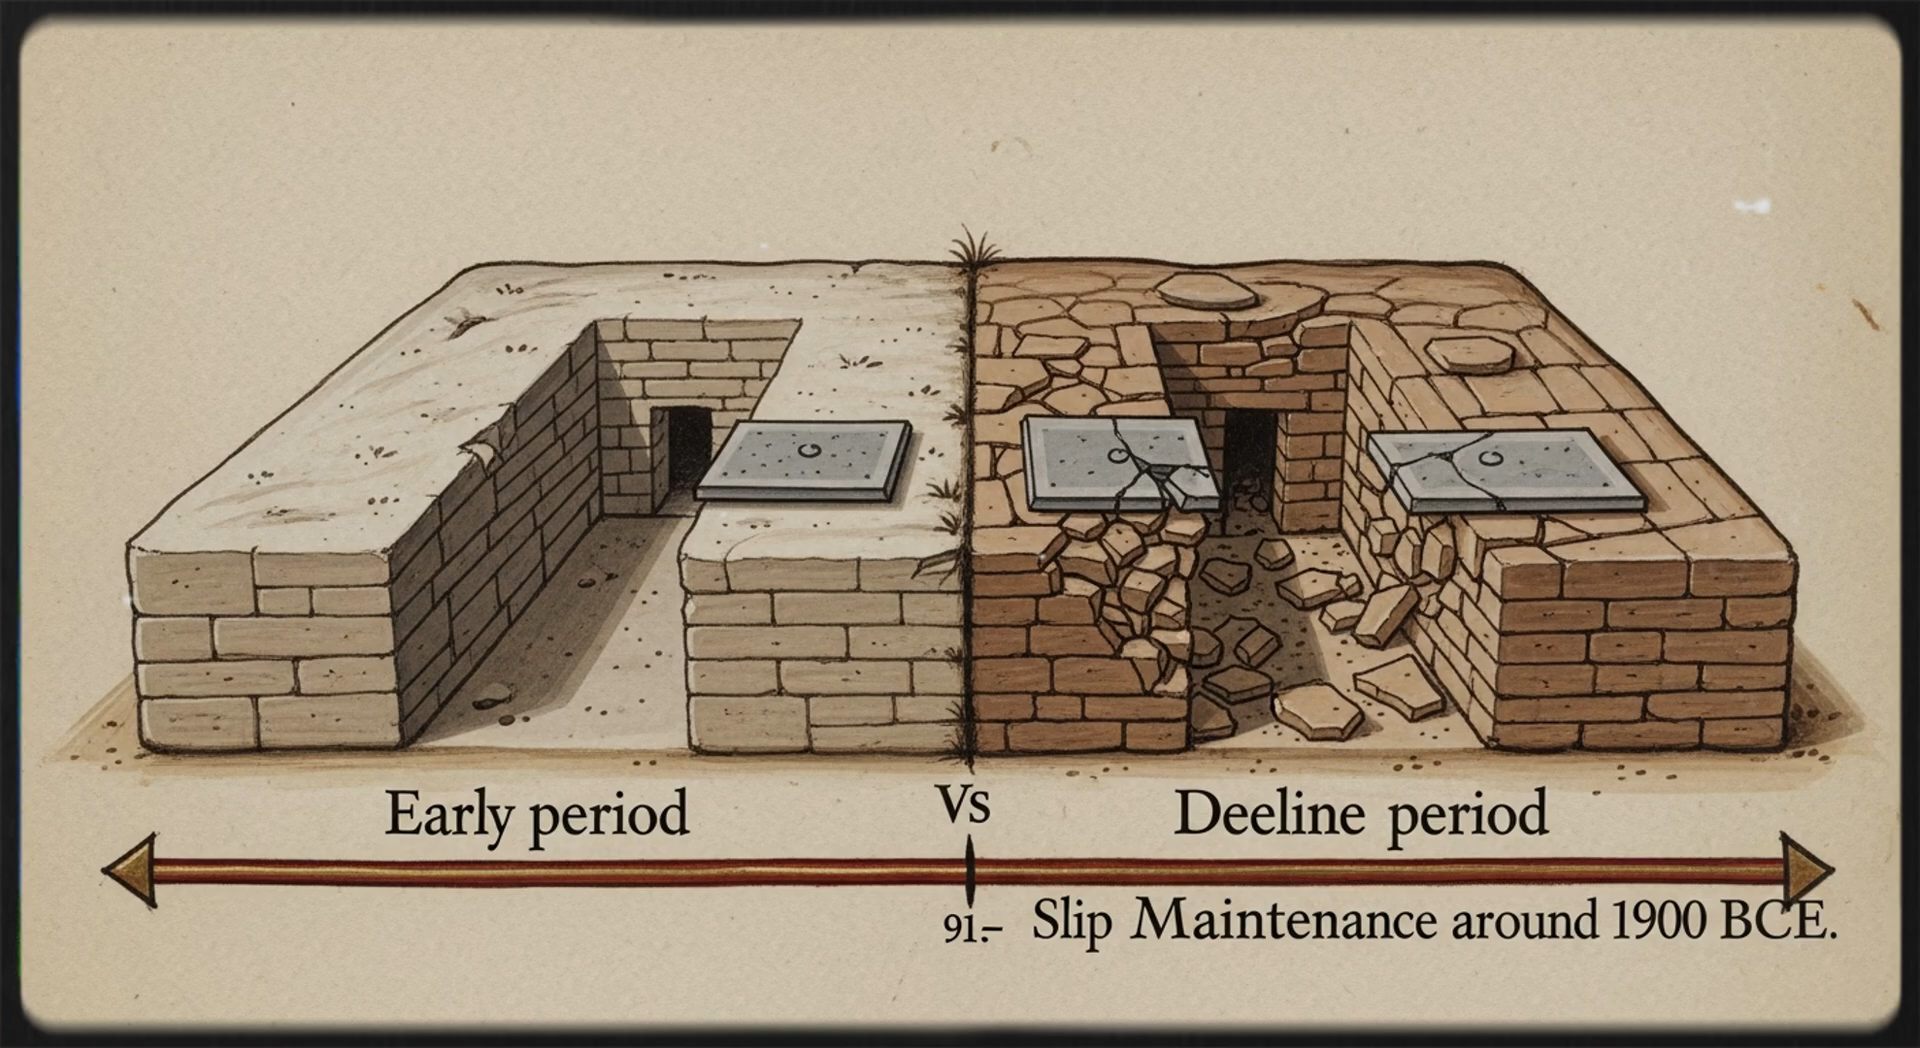 Early period
Vs
Deeline period
91.– Slip Maintenance around 1900 BCE.